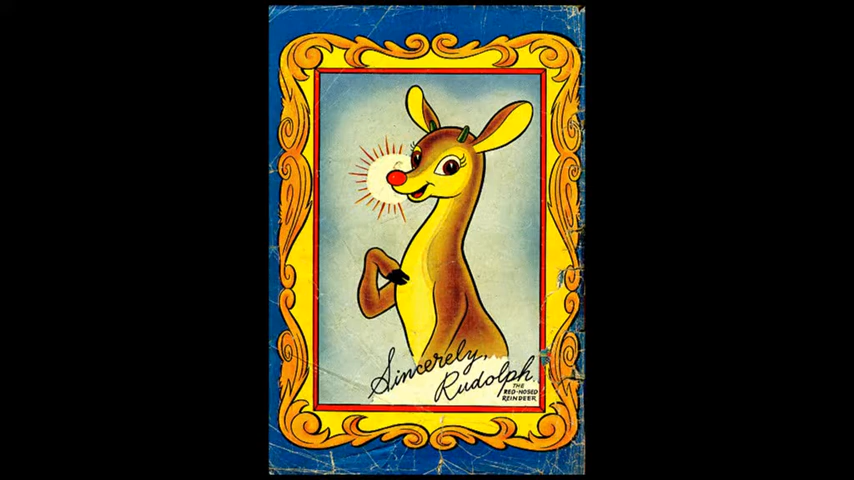 Sincerely,
Rudolph
THE
RED-NOSED
REINDEER